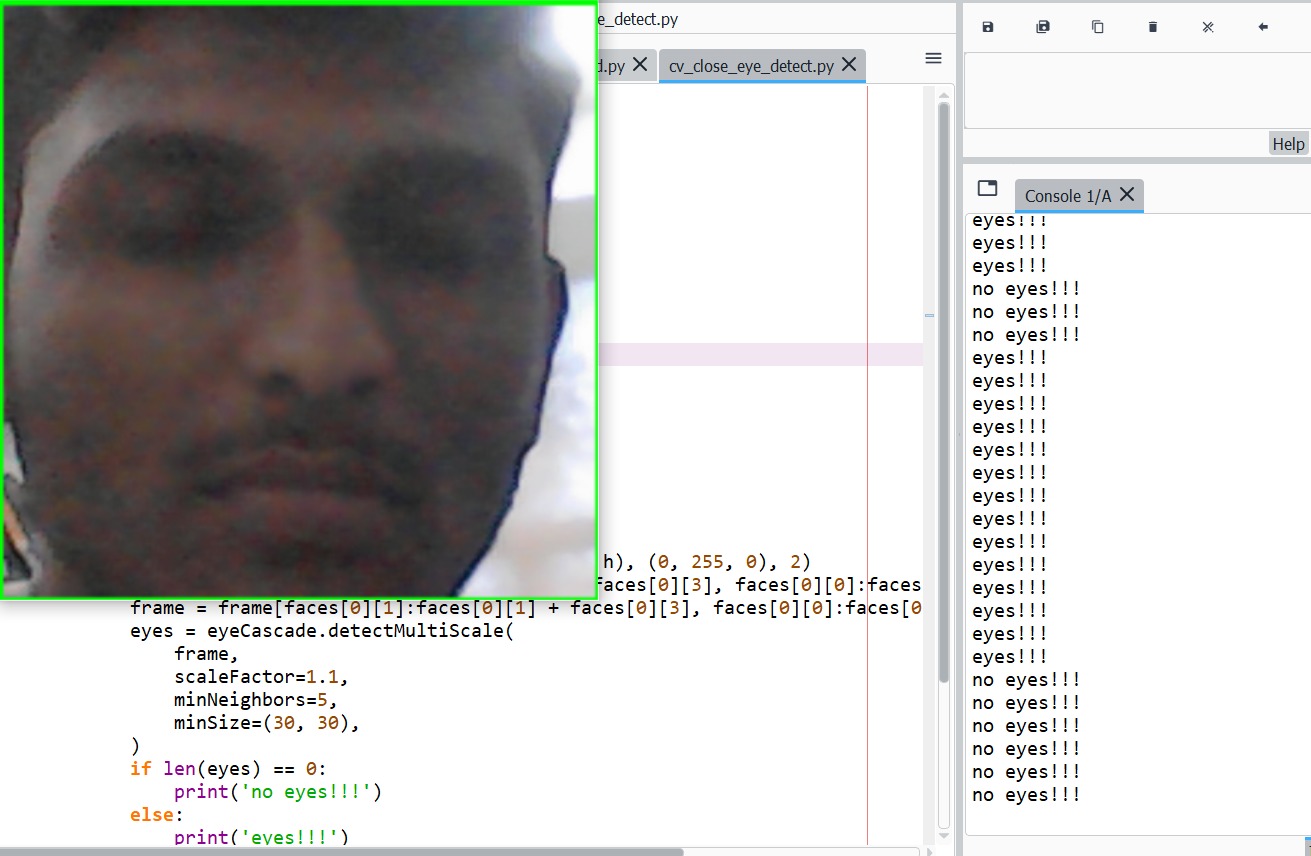 e_detect.py
d.py
cv_close_eye_detect.py
Help
Console 1/A
eyes!!!
eyes!!!
eyes!!!
no eyes!!!
no eyes!!!
no eyes!!!
eyes!!!
eyes!!!
eyes!!!
eyes!!!
eyes!!!
eyes!!!
eyes!!!
eyes!!!
eyes!!!
eyes!!!
eyes!!!
eyes!!!
eyes!!!
eyes!!!
no eyes!!!
no eyes!!!
no eyes!!!
no eyes!!!
no eyes!!!
no eyes!!!
h), (0, 255, 0), 2)
faces[0][3], faces[0][0]:faces
frame = frame[faces[0][1]:faces[0][1] + faces[0][3], faces[0][0]:faces[0
eyes = eyeCascade.detectMultiScale(
frame,
scaleFactor=1.1,
minNeighbors=5,
minSize=(30, 30),
)
if len(eyes) == 0:
print('no eyes!!!')
else:
print('eyes!!!')